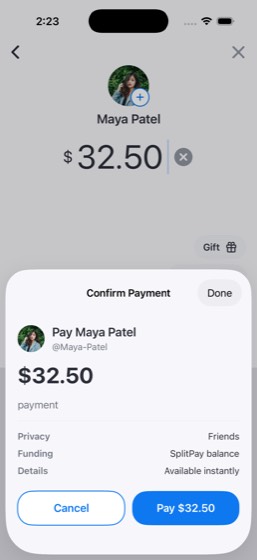 2:23
Maya Patel
$ 32.50
Gift
Confirm Payment
Done
Pay Maya Patel
@Maya-Patel
$32.50
payment
Privacy Friends
Funding SplitPay balance
Details Available instantly
Cancel Pay $32.50